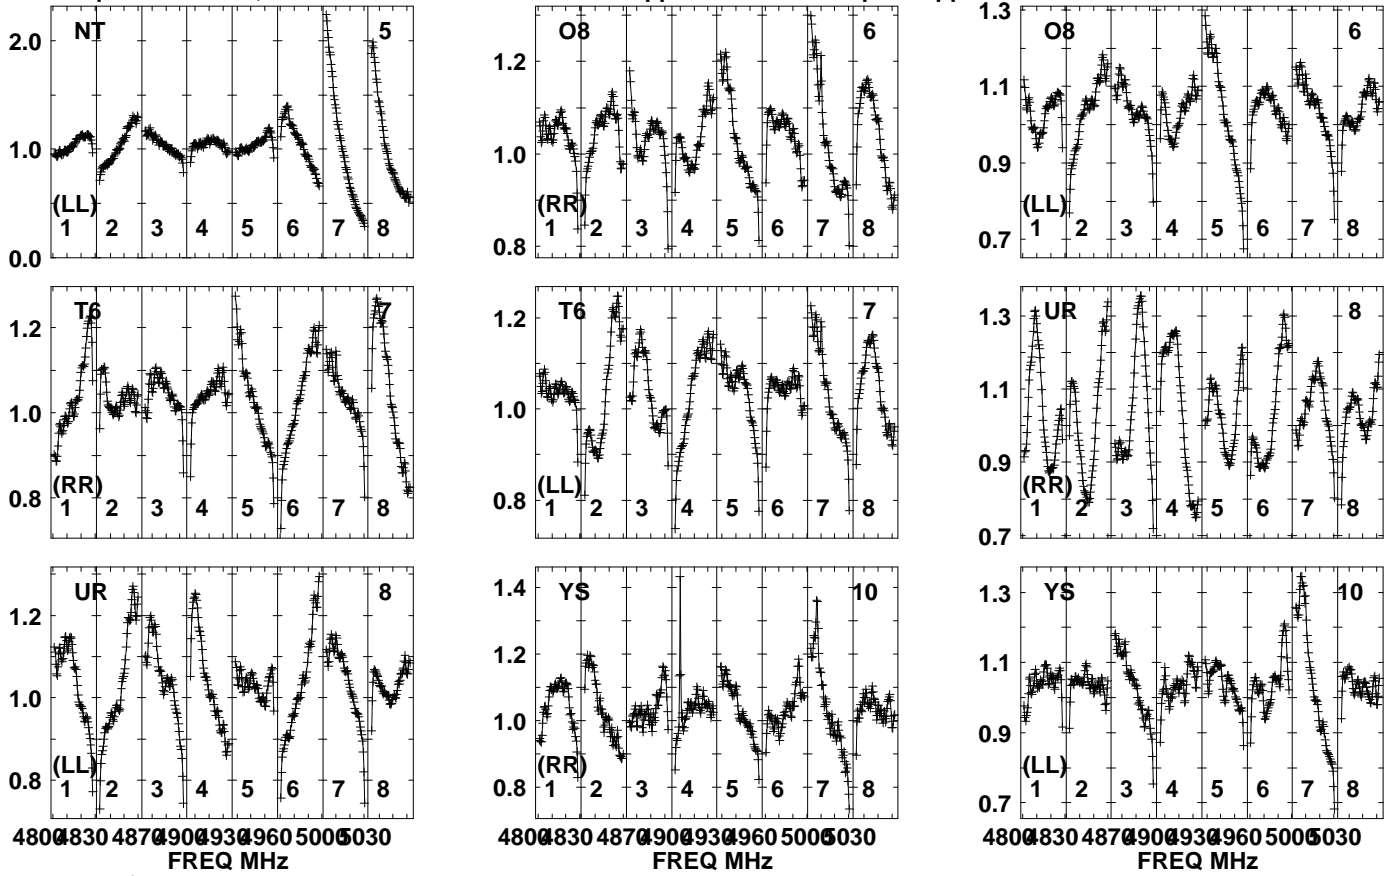 NT 5 O8 6 O8 6
2.0 1.2 1.3
1.1
1.0 1.0 0.9
(LL) (RR) (LL)
1 2 3 4 5 6 7 8 1 2 3 4 5 6 7 8 1 2 3 4 5 6 7 8
0.0 0.8 0.7
T6 7 T6 7 UR 8
1.2 1.2 1.3
1.1
1.0 1.0 0.9
(RR) (LL) (RR)
0.8 1 2 3 4 5 6 7 8 0.8 1 2 3 4 5 6 7 8 1 2 3 4 5 6 7 8
0.7
UR 8 YS 10 YS 10
1.4 1.3
1.2 1.2 1.1
1.0 1.0 0.9
(LL) (RR) (LL)
0.8 1 2 3 4 5 6 7 8 0.8 1 2 3 4 5 6 7 8 0.7 1 2 3 4 5 6 7 8
4800 4830 4870 4900 4930 4960 5000 5030 4800 4830 4870 4900 4930 4960 5000 5030 4800 4830 4870 4900 4930 4960 5000 5030
FREQ MHz FREQ MHz FREQ MHz